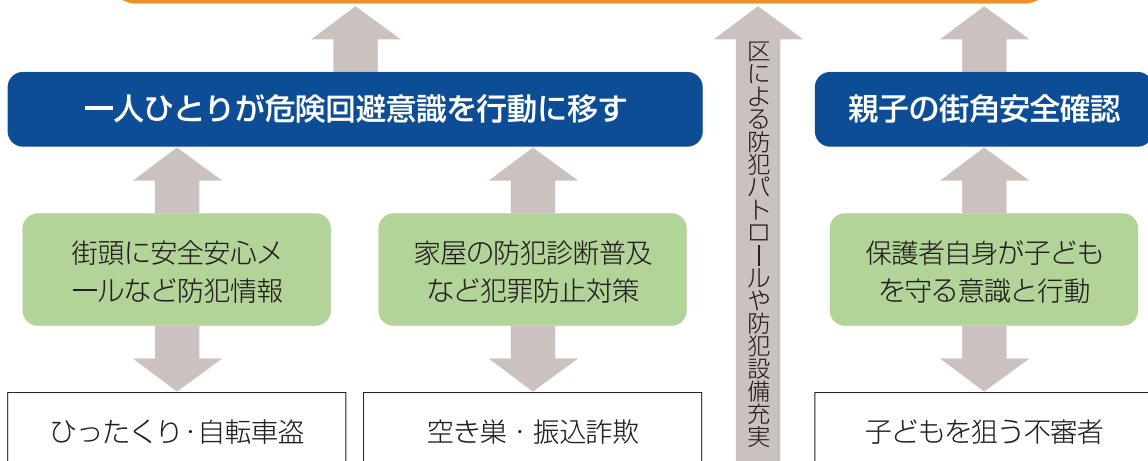 一人ひとりが危険回避意識を行動に移す
親子の街角安全確認
区による防犯パトロールや防犯設備充実
街頭に安全安心メ
ールなど防犯情報
家屋の防犯診断普及
など犯罪防止対策
保護者自身が子ども
を守る意識と行動
ひったくり・自転車盗
空き巣・振込詐欺
子どもを狙う不審者